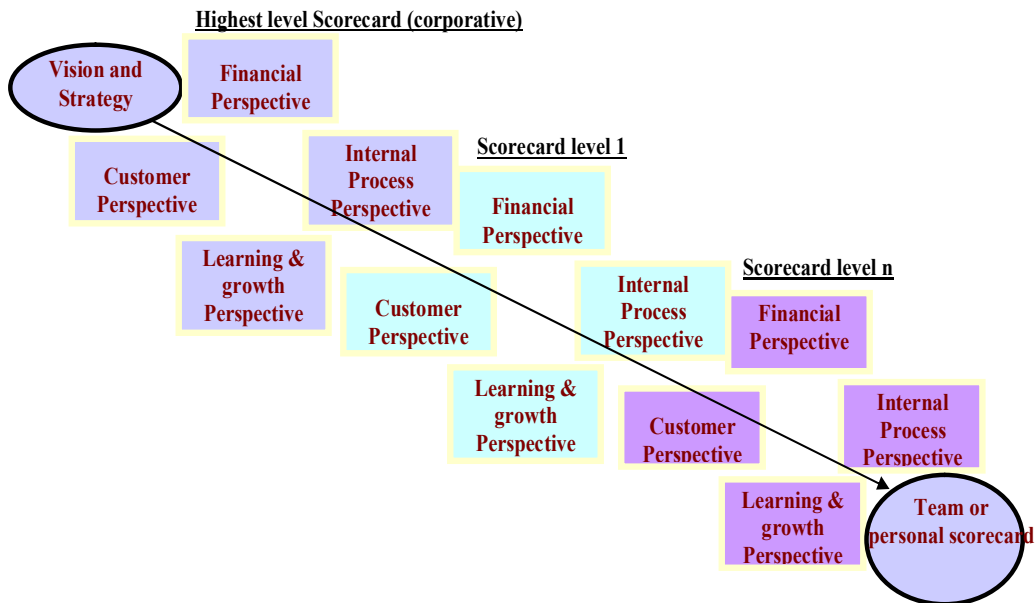 Highest level Scorecard (corporative)
Vision and
Strategy
Financial
Perspective
Customer
Perspective
Internal
Process
Perspective
Learning &
growth
Perspective
Scorecard level 1
Financial
Perspective
Customer
Perspective
Internal
Process
Perspective
Learning &
growth
Perspective
Scorecard level n
Financial
Perspective
Customer
Perspective
Internal
Process
Perspective
Learning &
growth
Perspective
Team or
personal scorecard